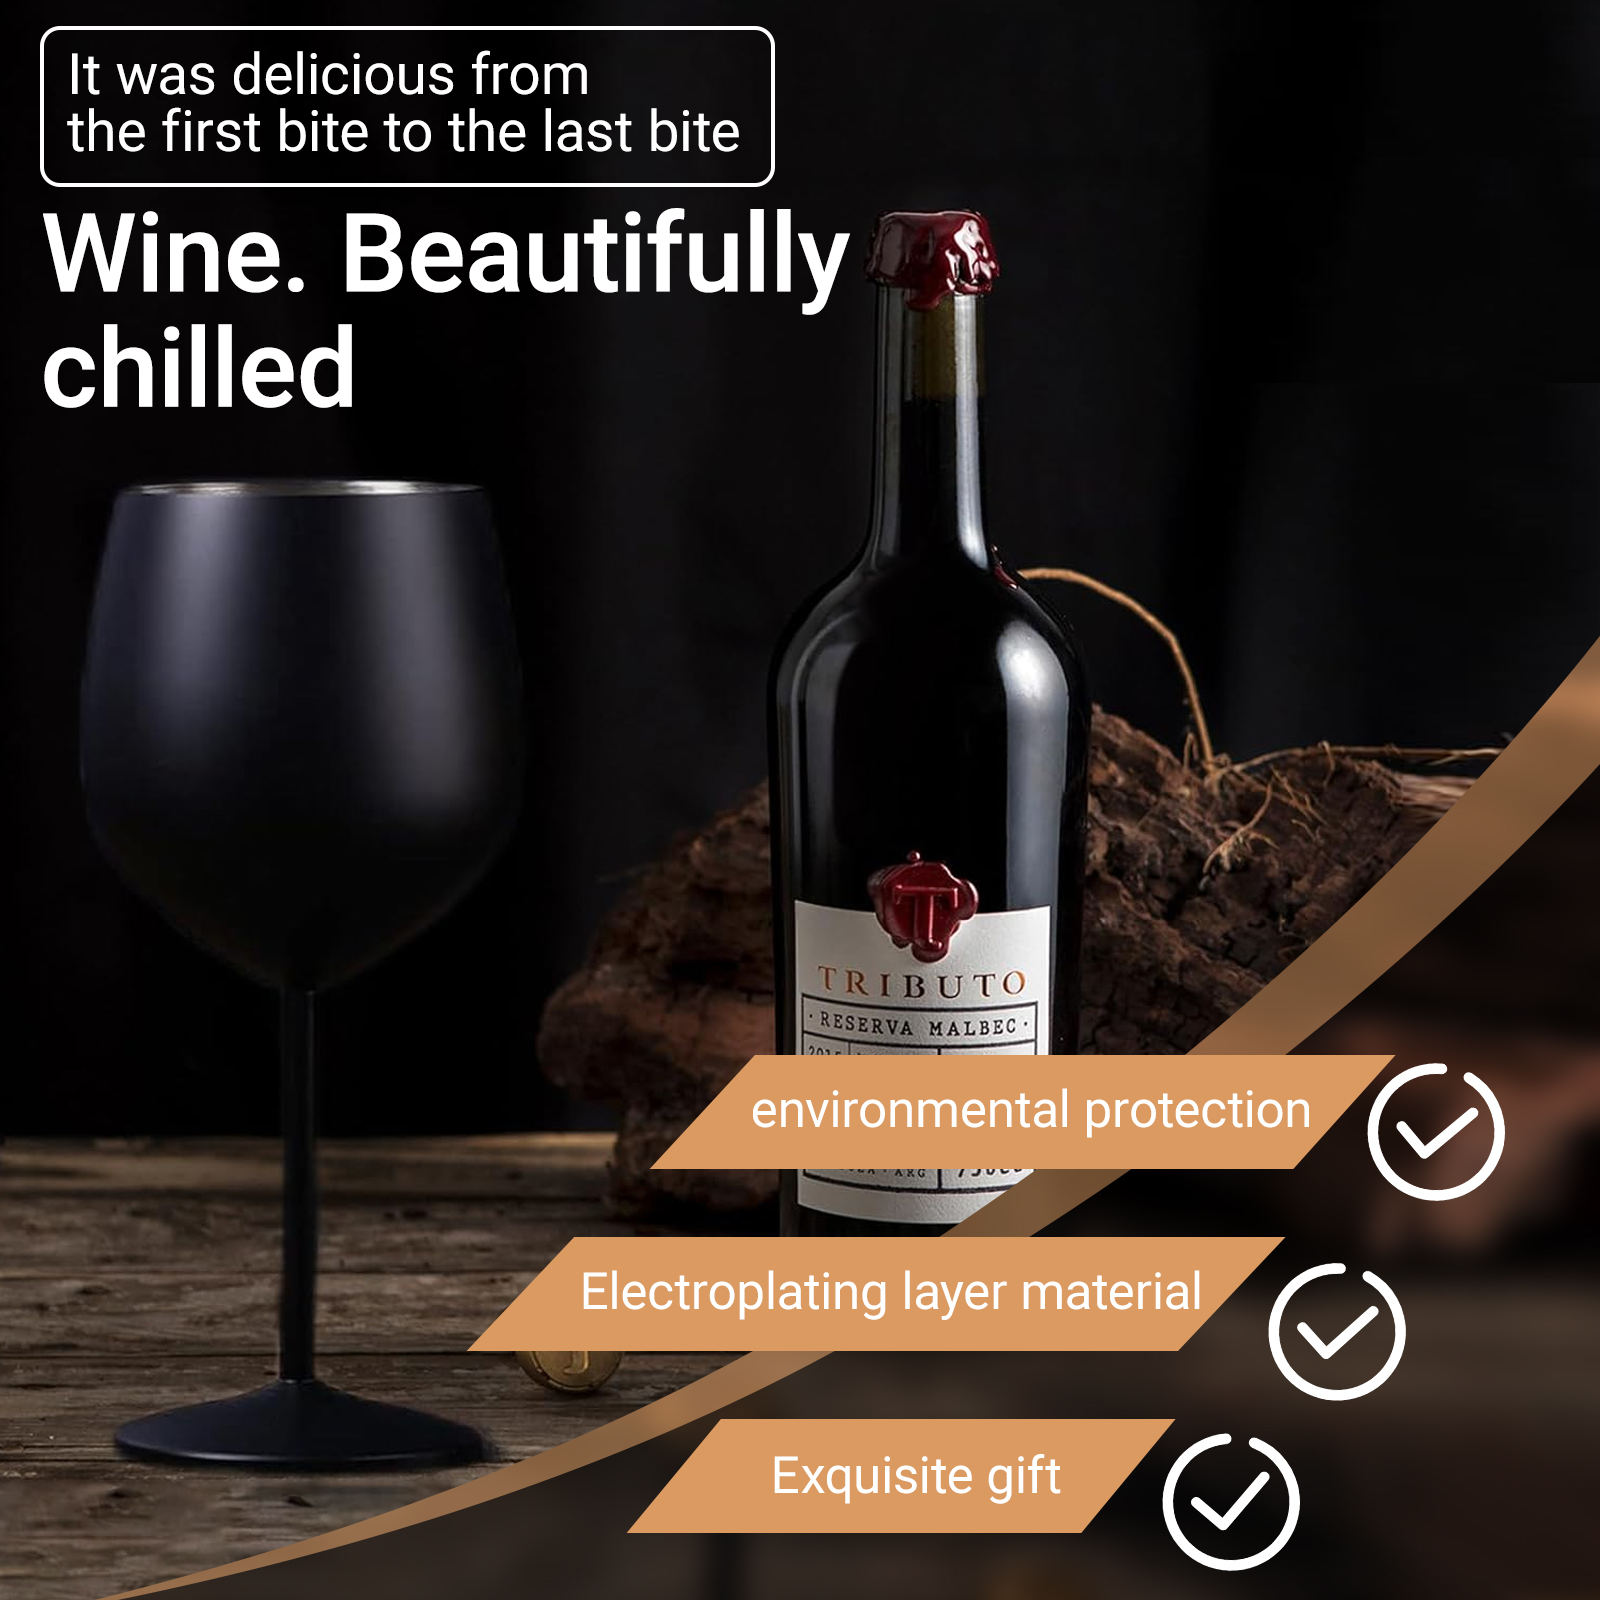 It was delicious from
the first bite to the last bite
Wine. Beautifully
chilled
T
TRIBUTO
· RESERVA MALBEC ·
environmental protection
ARG
Electroplating layer material
Exquisite gift